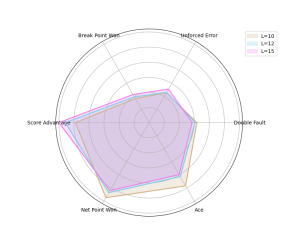 Break Point Won
Unforced Error
L=10
L=12
L=15
Score Advantage
Double Fault
Net Point Won
Ace